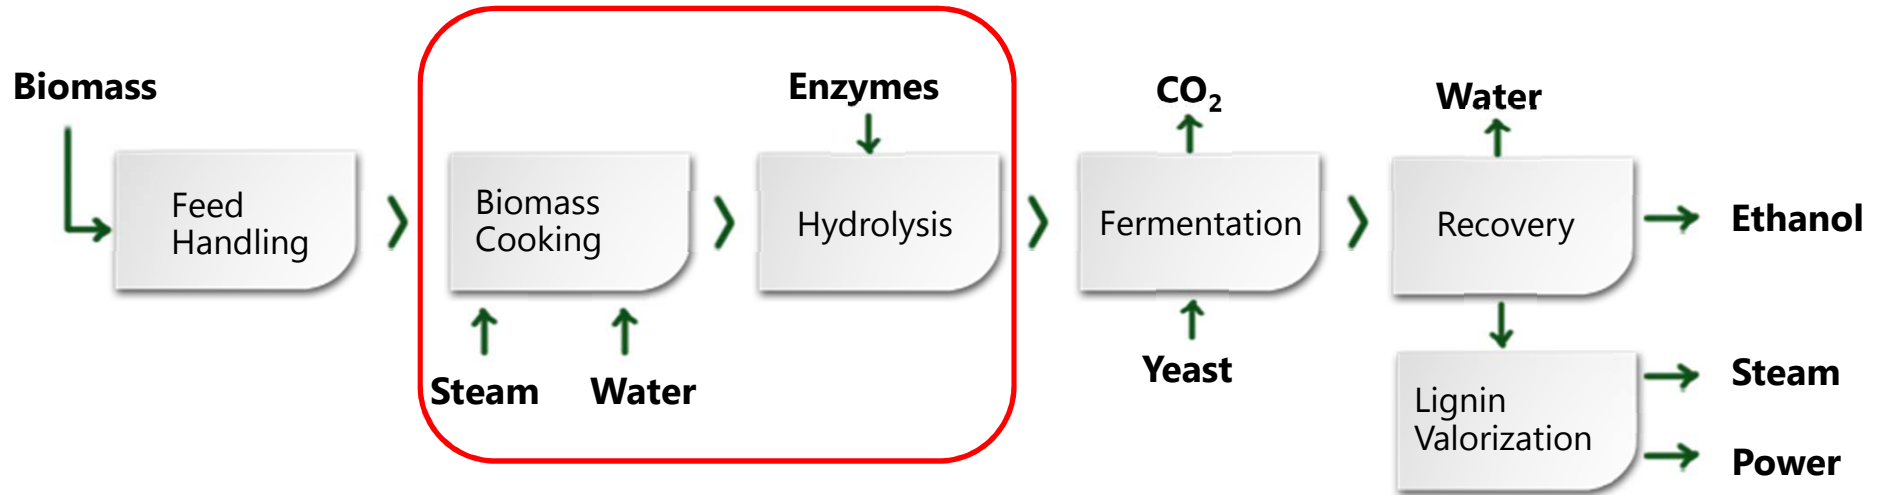 Biomass
Enzymes
CO₂
Water
Feed
Handling
Biomass
Cooking
Hydrolysis
Fermentation
Recovery
Ethanol
Steam
Water
Yeast
Lignin
Valorization
Steam
Power